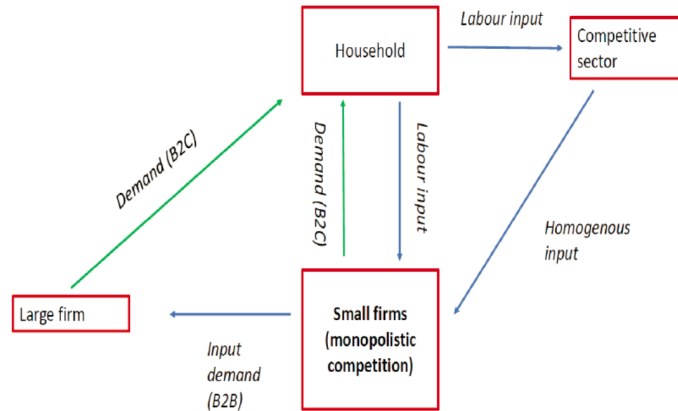 Labour input
Household
Competitive
sector
Demand (B2C)
Demand (B2C)
Labour input
Homogenous
input
Large firm
Small firms
(monopolistic
competition)
Input
demand
(B2B)